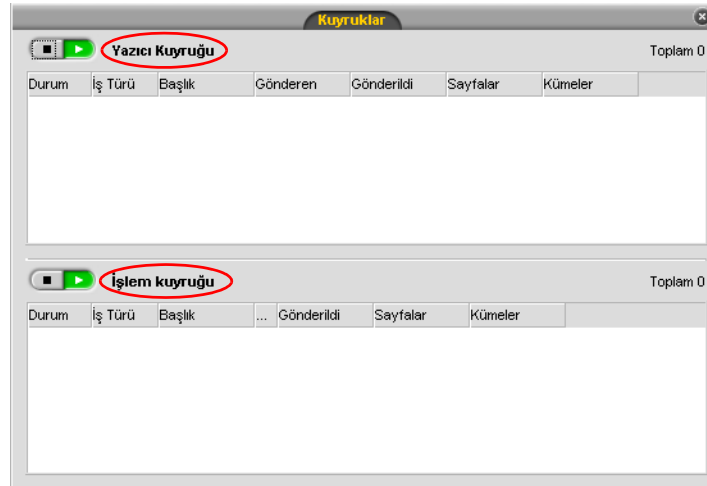 Kuyruklar
Yazıcı Kuyruğu Toplam 0
Durum İş Türü Başlık Gönderen Gönderildi Sayfalar Kümeler
İşlem kuyruğu Toplam 0
Durum İş Türü Başlık ... Gönderildi Sayfalar Kümeler